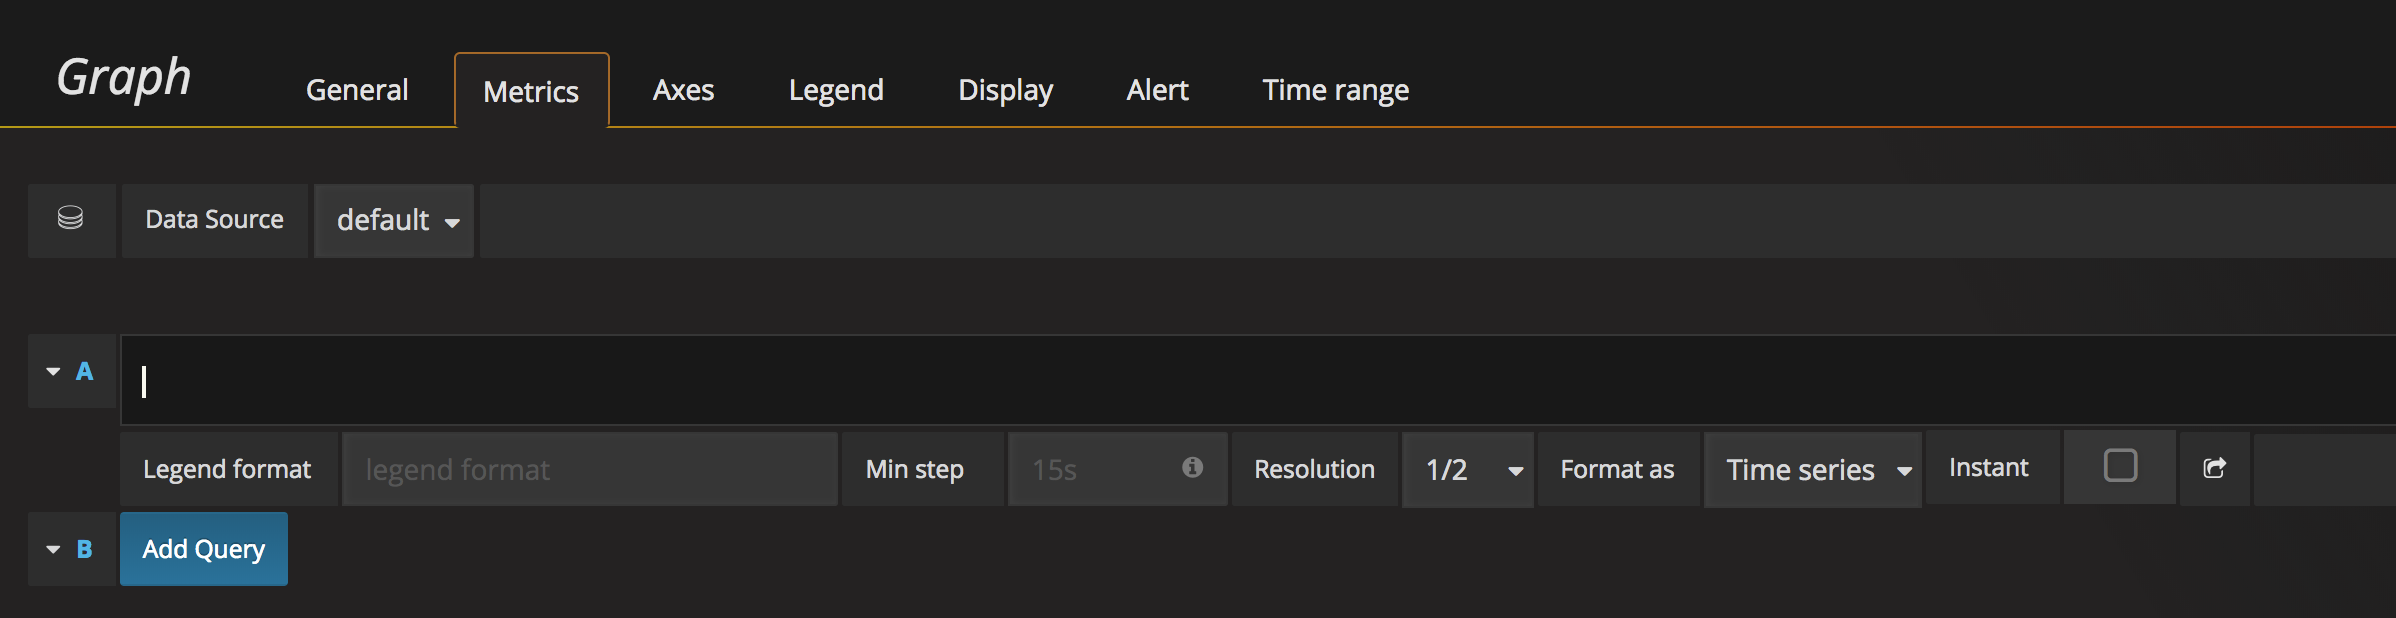 Graph General Metrics Axes Legend Display Alert Time range
Data Source default
A
Legend format legend format Min step 15s Resolution 1/2 Format as Time series Instant
B Add Query